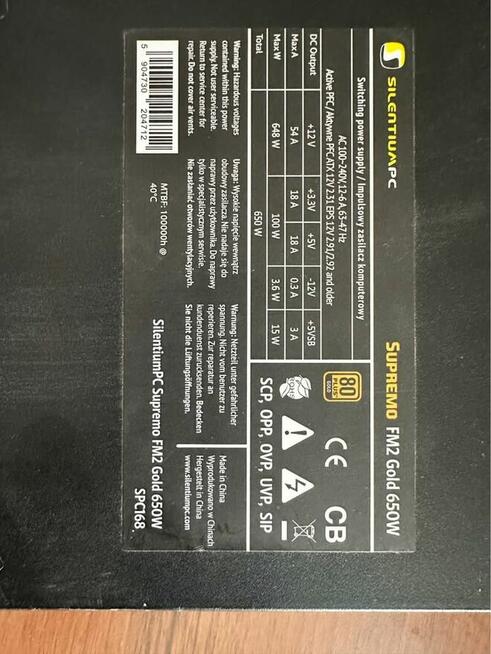 SILENTIUMPC
SUPREMO FM2 Gold 650W
Switching power supply / Impulsowy zasilacz komputerowy
AC 100~240V,12-6 A,63-47 Hz
Active PFC/Aktywne PFC,ATX 12V 2.31 EPS 12V 2.91/2.92 and older
DC Output +12 V +3.3V +5V -12V +5VSB
Max A 54 A 18 A 18 A 0.3 A 3 A
Max W 648 W 100 W 3.6 W 15 W
Total 650 W
80 PLUS
GOLD
CE
CB
SCP, OPP, OVP, UVP, SIP
Warning: Hazardous voltages
contained within this power
supply. Not user serviceable.
Return to service center for
repair. Do not cover air vents.
Uwaga: Wysokie napięcie wewnątrz
obudowy zasilacza. Nie nadaje się do
naprawy przez użytkownika. Do naprawy
tylko w specjalistycznym serwisie.
Nie zasłaniać otworów wentylacyjnych.
Warnung: Netzteil unter gefährlicher
spannung. Nicht vom benutzer zu
reperieren. Zur reparatur an
kundendienst zurucksenden. Bedecken
Sie nicht die Lüftungsöffnungen.
Made in China
Wyprodukowano w Chinach
Hergestellt in China
www.silentiumpc.com
5 904730 204712
MTBF: 100000h @
40°C
SilentiumPC Supremo FM2 Gold 650W
SPC168